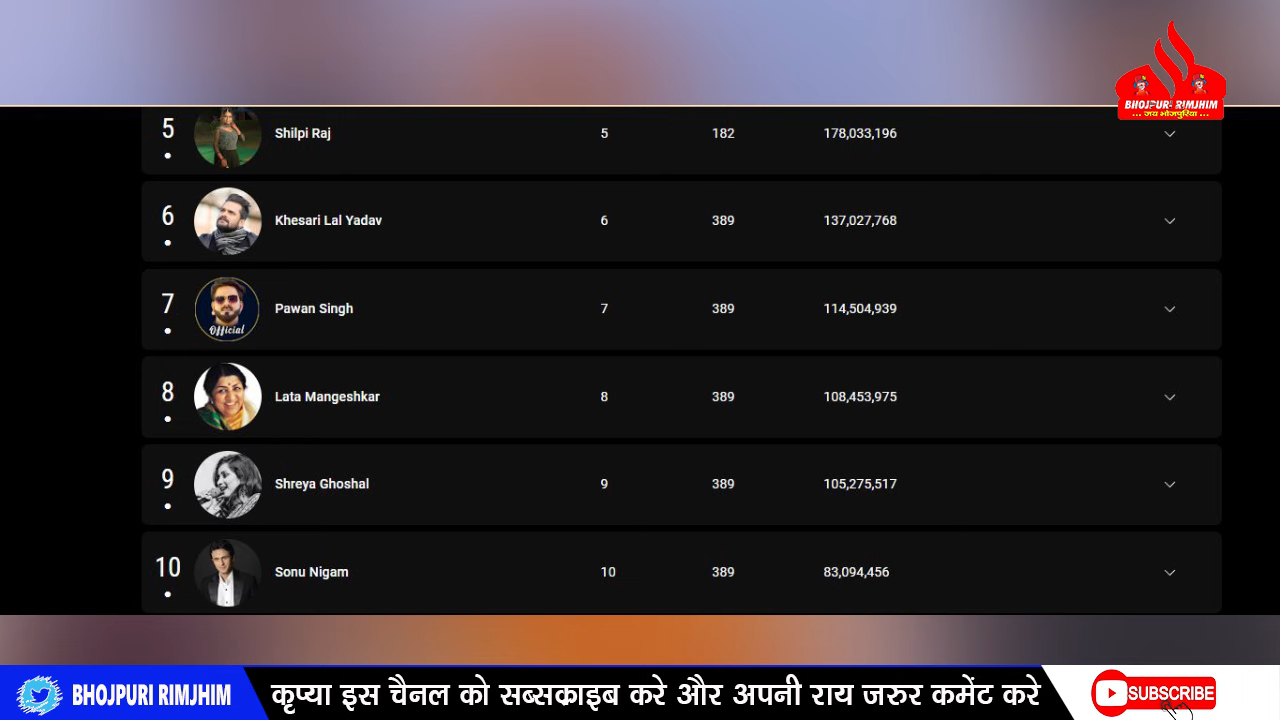 BHOJPURI RIMJHIM
... जय भोजपुरिया ...
5 Shilpi Raj 5 182 178,033,196
6 Khesari Lal Yadav 6 389 137,027,768
7 Pawan Singh 7 389 114,504,939
Official
8 Lata Mangeshkar 8 389 108,453,975
9 Shreya Ghoshal 9 389 105,275,517
10 Sonu Nigam 10 389 83,094,456
BHOJPURI RIMJHIM कृप्या इस चैनल को सब्सक्राइब करे और अपनी राय जरुर कमेंट करे SUBSCRIBE